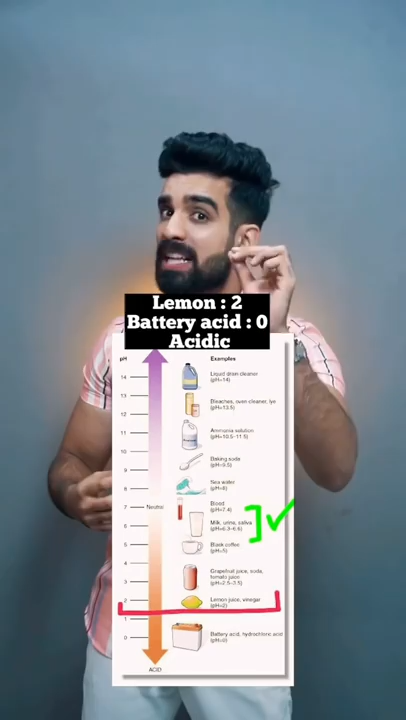 Lemon : 2
Battery acid : 0
Acidic
pH
Examples
14
Liquid drain cleaner
(pH=14)
13
Bleaches, oven cleaner, lye
(pH=13.5)
12
11
Ammonia solution
(pH=10.5-11.5)
10
9
Baking soda
(pH=9.5)
8
Sea water
(pH=8)
7
Neutral
Blood
(pH=7.4)
6
Milk, urine, saliva
(pH=6.3-6.6)
5
Black coffee
(pH=5)
4
3
Grapefruit juice, soda,
tomato juice
(pH=2.5-3.5)
2
Lemon juice, vinegar
(pH=2)
1
0
Battery acid, hydrochloric acid
(pH=0)
ACID